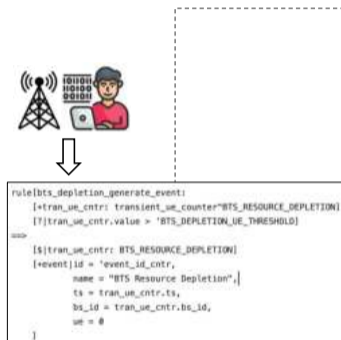 rule[bts_depletion_generate_event:
[+tran_ue_cntr: transient_ue_counter^BTS_RESOURCE_DEPLETION]
[?|tran_ue_cntr.value > 'BTS_DEPLETION_UE_THRESHOLD]
==>
[$|tran_ue_cntr: BTS_RESOURCE_DEPLETION]
[+event|id = 'event_id_cntr,
name = "BTS Resource Depletion",
ts = tran_ue_cntr.ts,
bs_id = tran_ue_cntr.bs_id,
ue = 0
]